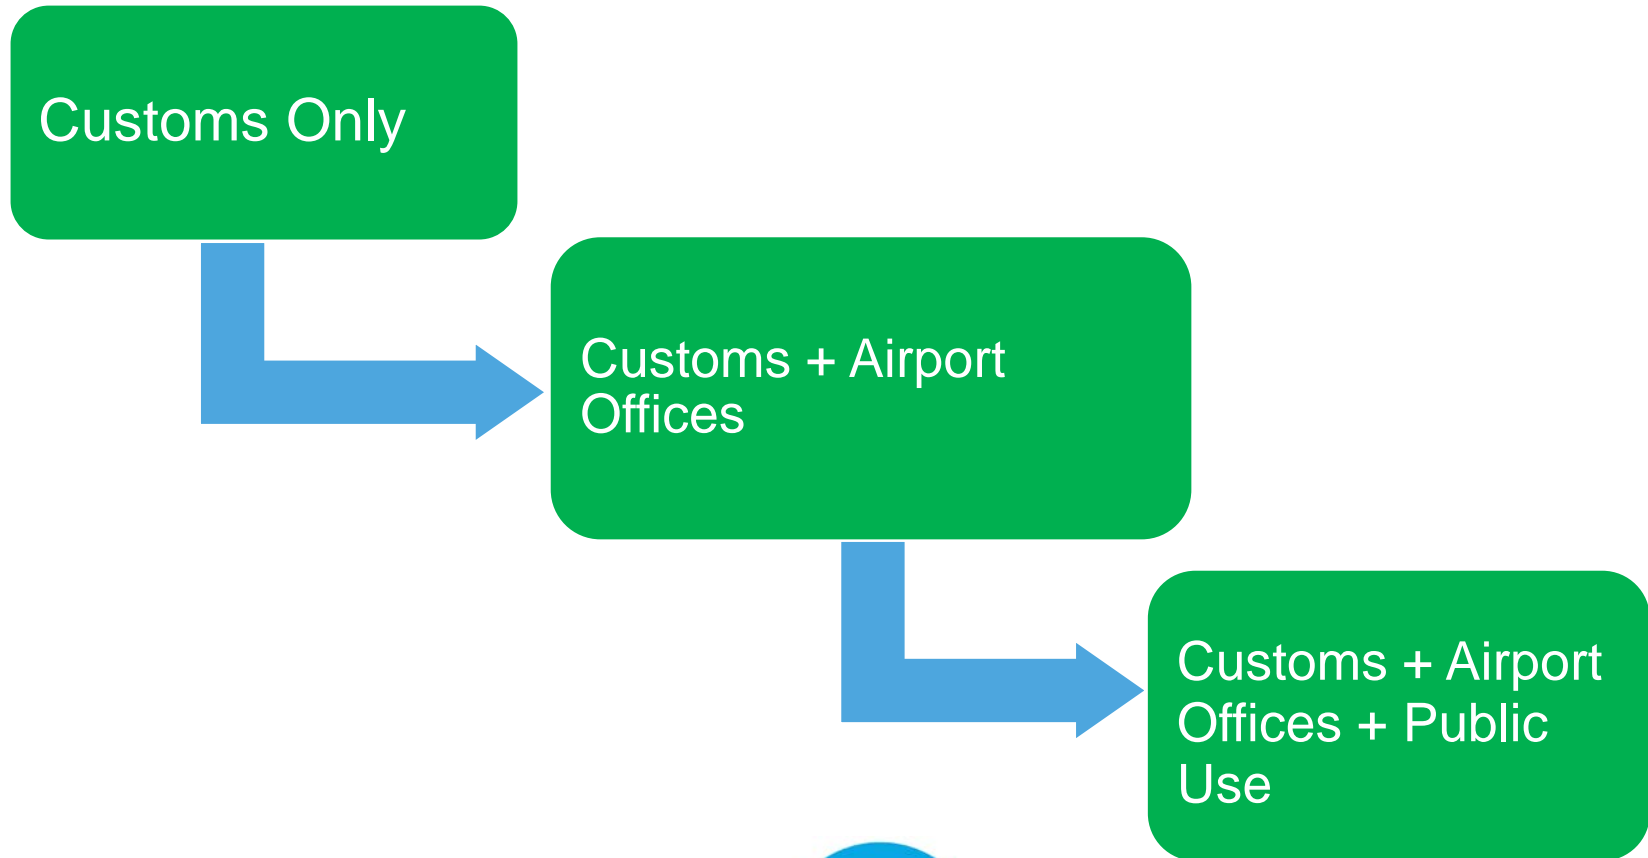 Customs Only
Customs + Airport
Offices
Customs + Airport
Offices + Public
Use